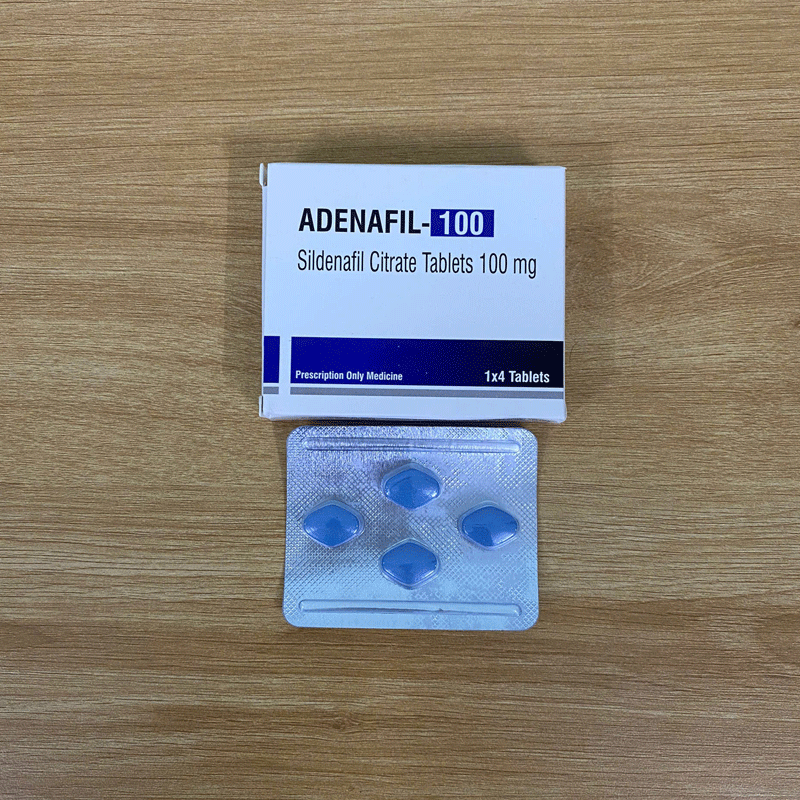 ADENAFIL-100
Sildenafil Citrate Tablets 100 mg
Prescription Only Medicine
1x4 Tablets